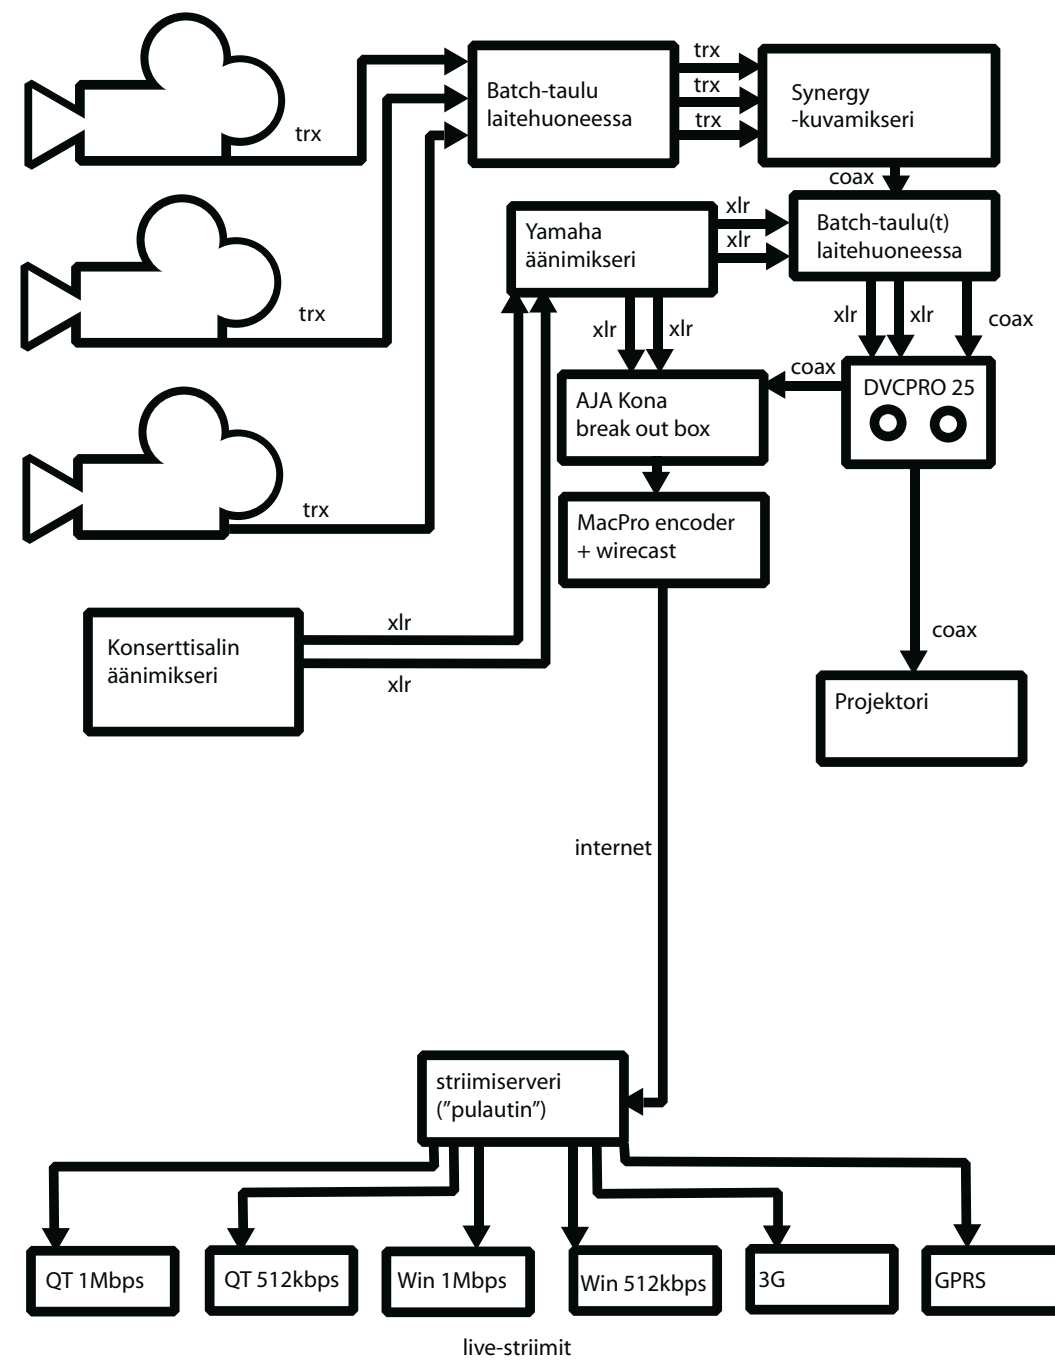 trx
trx
trx
Batch-taulu
laitehuoneessa
trx
trx
trx
Synergy
-kuvamikseri
coax
Yamaha
äänimikseri
xlr
xlr
Batch-taulu(t)
laitehuoneessa
xlr
xlr
xlr
xlr
coax
coax
AJA Kona
break out box
DVCPRO 25
MacPro encoder
+ wirecast
Konserttisalin
äänimikseri
xlr
xlr
coax
Projektori
internet
striimiserveri
(”pulautin”)
QT 1Mbps
QT 512kbps
Win 1Mbps
Win 512kbps
3G
GPRS
live-striimit